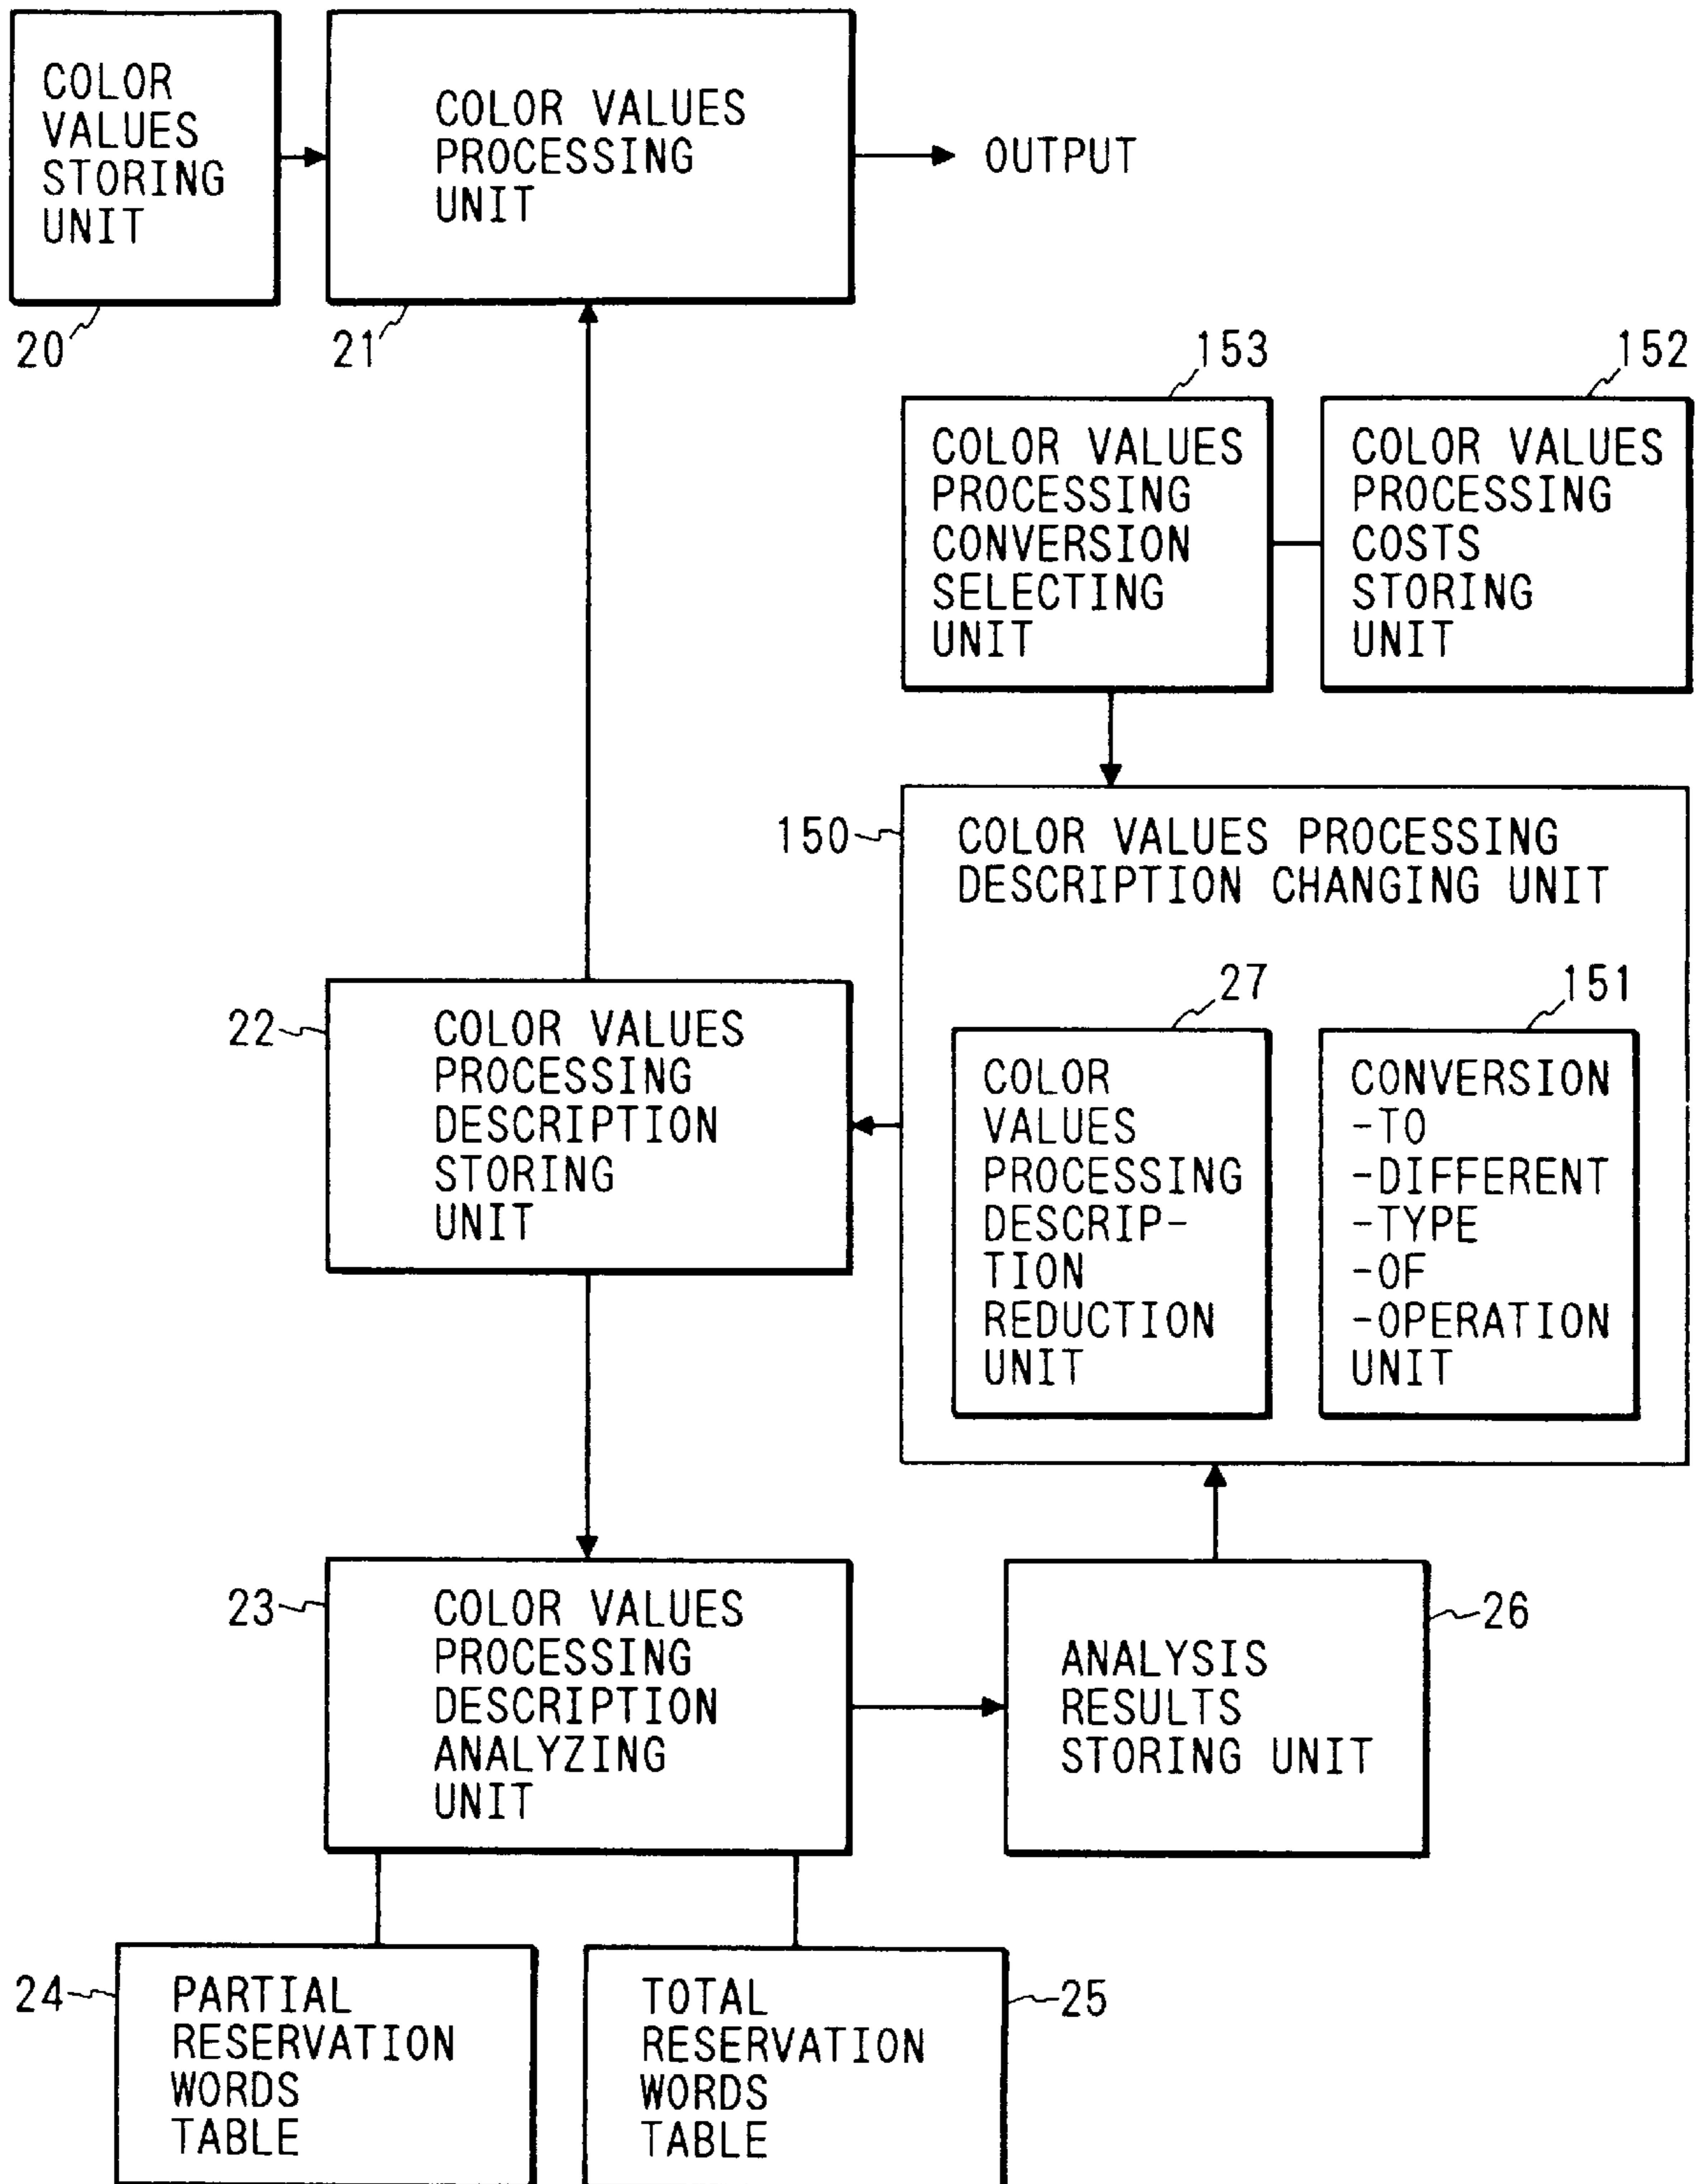 COLOR
VALUES
STORING
UNIT
20
COLOR VALUES
PROCESSING
UNIT
21
OUTPUT
153
COLOR VALUES
PROCESSING
CONVERSION
SELECTING
UNIT
152
COLOR VALUES
PROCESSING
COSTS
STORING
UNIT
150
COLOR VALUES PROCESSING
DESCRIPTION CHANGING UNIT
27
COLOR
VALUES
PROCESSING
DESCRIP-
TION
REDUCTION
UNIT
151
CONVERSION
-TO
-DIFFERENT
-TYPE
-OF
-OPERATION
UNIT
22
COLOR VALUES
PROCESSING
DESCRIPTION
STORING
UNIT
23
COLOR VALUES
PROCESSING
DESCRIPTION
ANALYZING
UNIT
26
ANALYSIS
RESULTS
STORING UNIT
24
PARTIAL
RESERVATION
WORDS
TABLE
25
TOTAL
RESERVATION
WORDS
TABLE